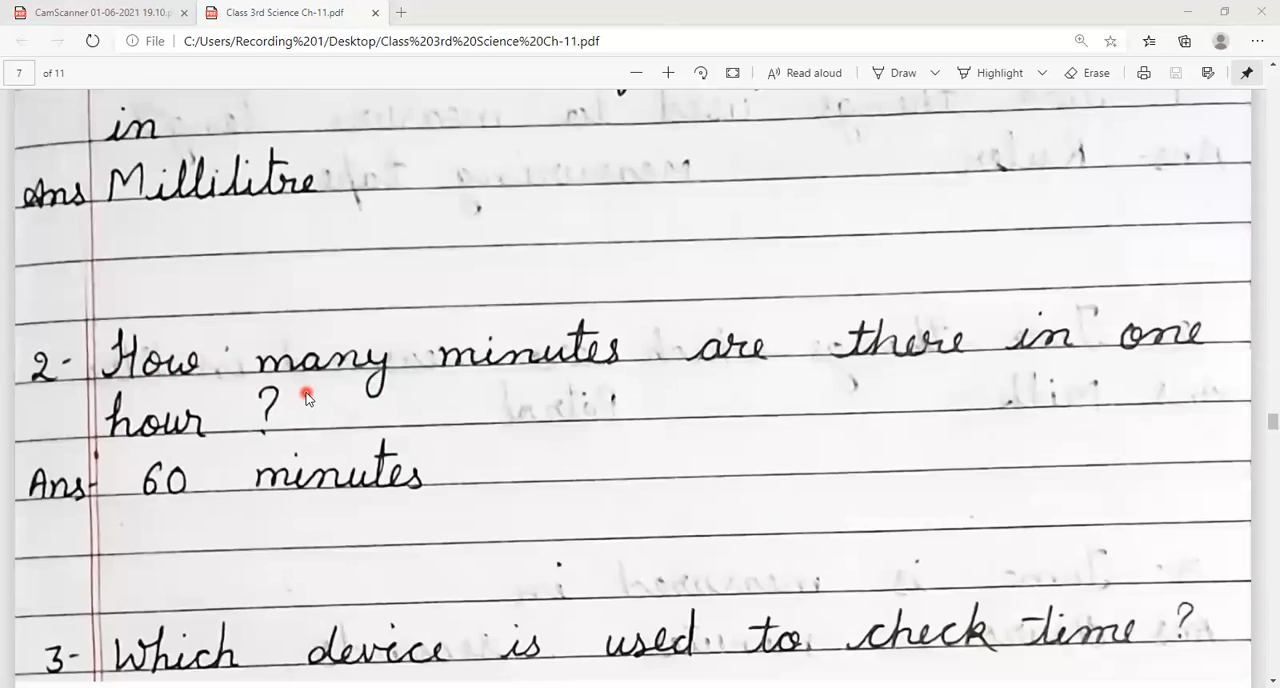 CamScanner 01-06-2021 19.10.p
Class 3rd Science Ch-11.pdf
File
C:/Users/Recording%201/Desktop/Class%203rd%20Science%20Ch-11.pdf
7 of 11
Read aloud
Draw
Highlight
Erase
in
Ans Millilitre
2- How many minutes are there in one
hour ?
Ans- 60 minutes
3- Which device is used to check time ?